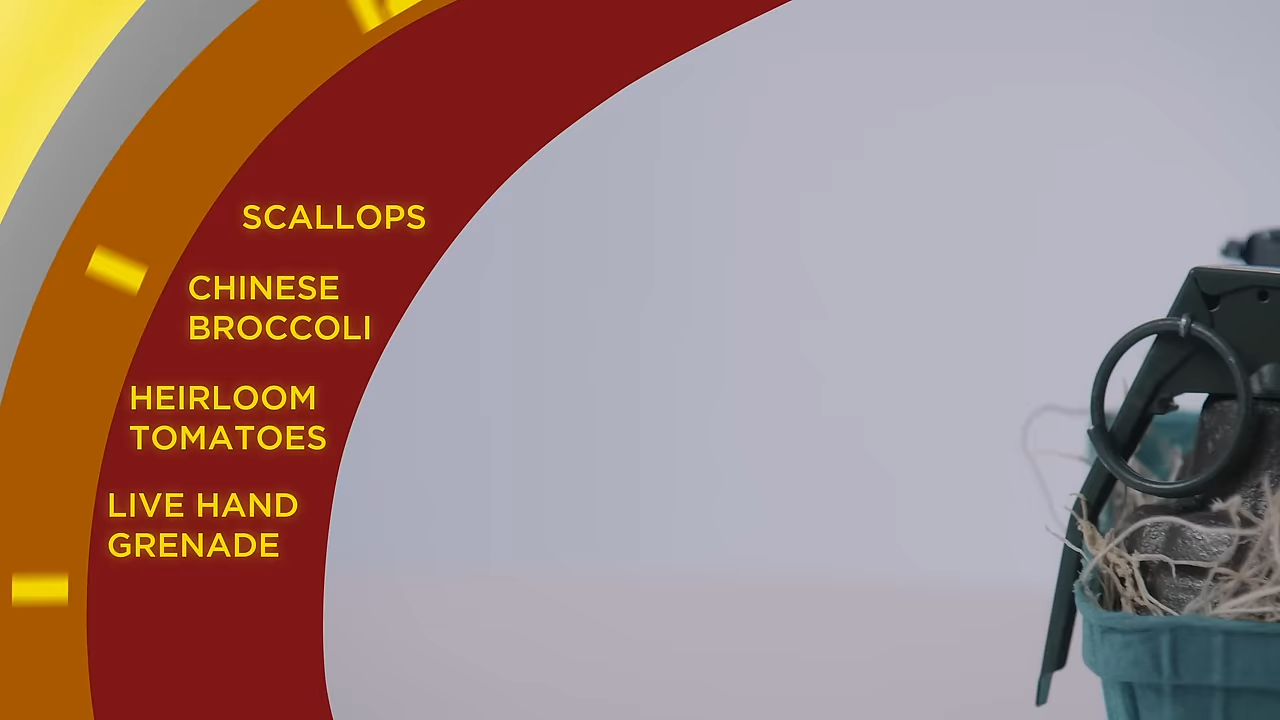 SCALLOPS
CHINESE
BROCCOLI
HEIRLOOM
TOMATOES
LIVE HAND
GRENADE